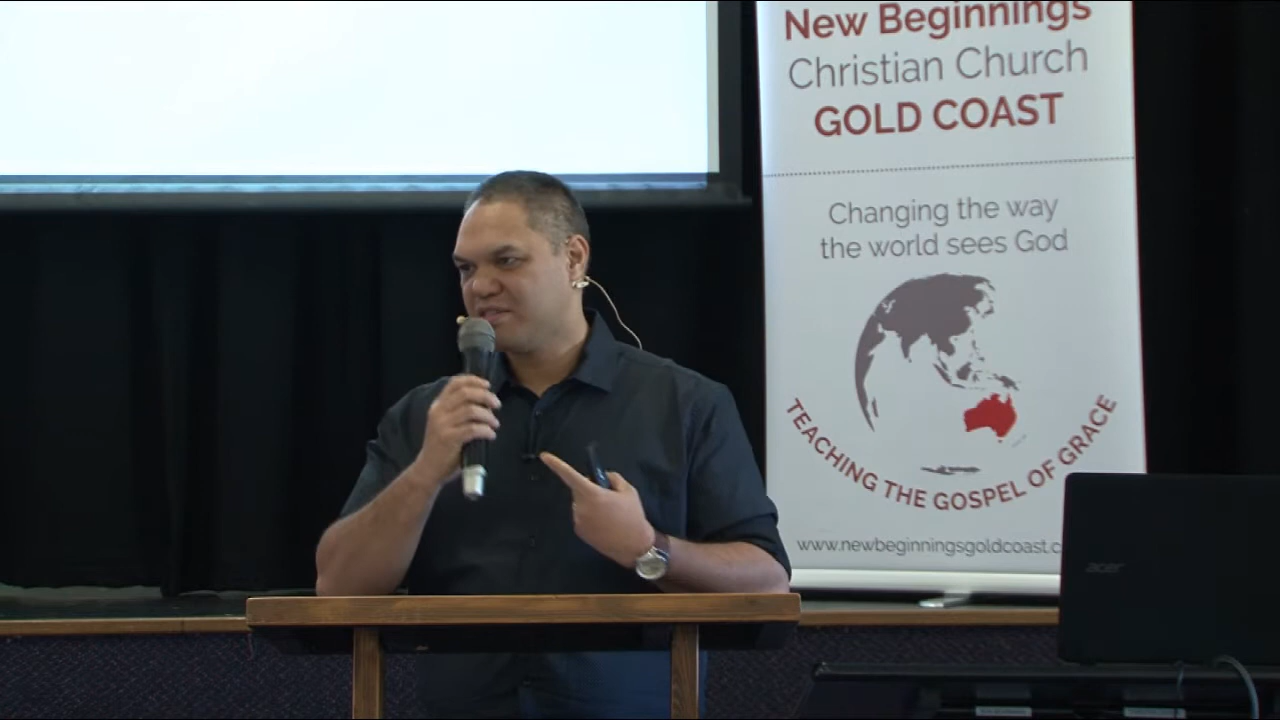 New Beginnings
Christian Church
GOLD COAST
Changing the way
the world sees God
TEACHING THE GOSPEL OF GRACE
www.newbeginningsgoldcoast.c
acer